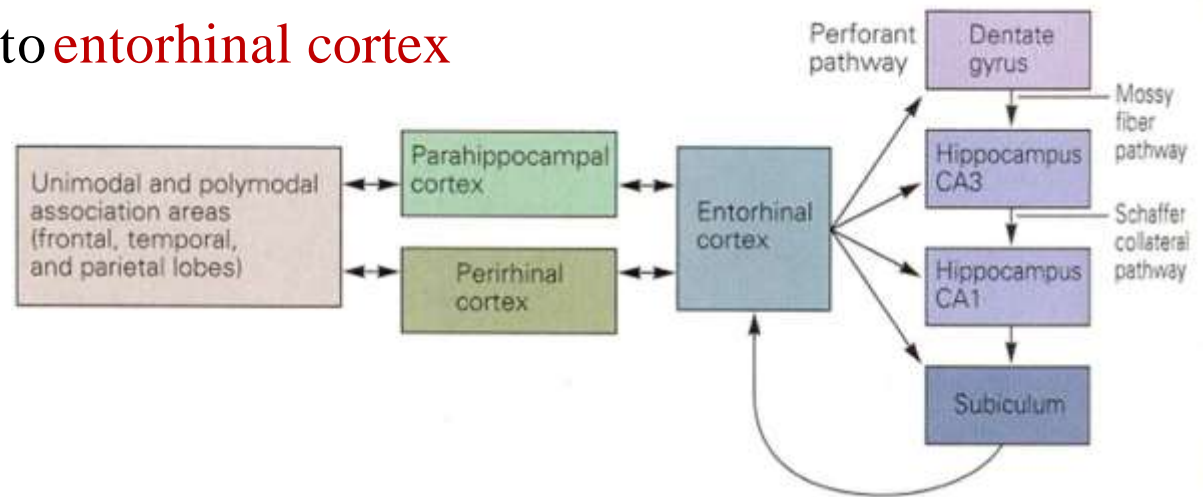 to entorhinal cortex
Unimodal and polymodal
association areas
(frontal, temporal,
and parietal lobes)
Parahippocampal
cortex
Perirhinal
cortex
Entorhinal
cortex
Perforant
pathway
Dentate
gyrus
Mossy
fiber
pathway
Hippocampus
CA3
Schaffer
collateral
pathway
Hippocampus
CA1
Subiculum